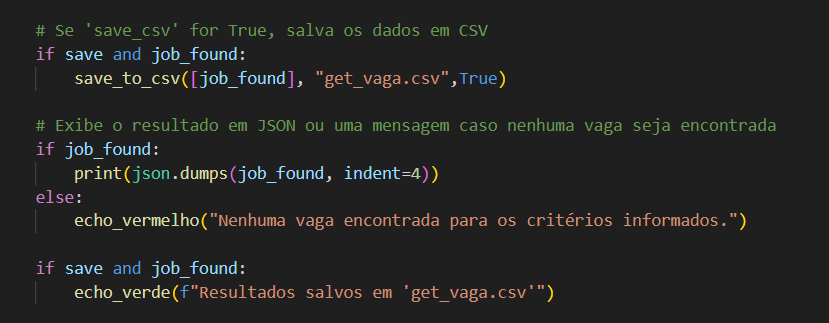 # Se 'save_csv' for True, salva os dados em CSV
if save and job_found:
    save_to_csv([job_found], "get_vaga.csv",True)

# Exibe o resultado em JSON ou uma mensagem caso nenhuma vaga seja encontrada
if job_found:
    print(json.dumps(job_found, indent=4))
else:
    echo_vermelho("Nenhuma vaga encontrada para os critérios informados.")

if save and job_found:
    echo_verde(f"Resultados salvos em 'get_vaga.csv'")